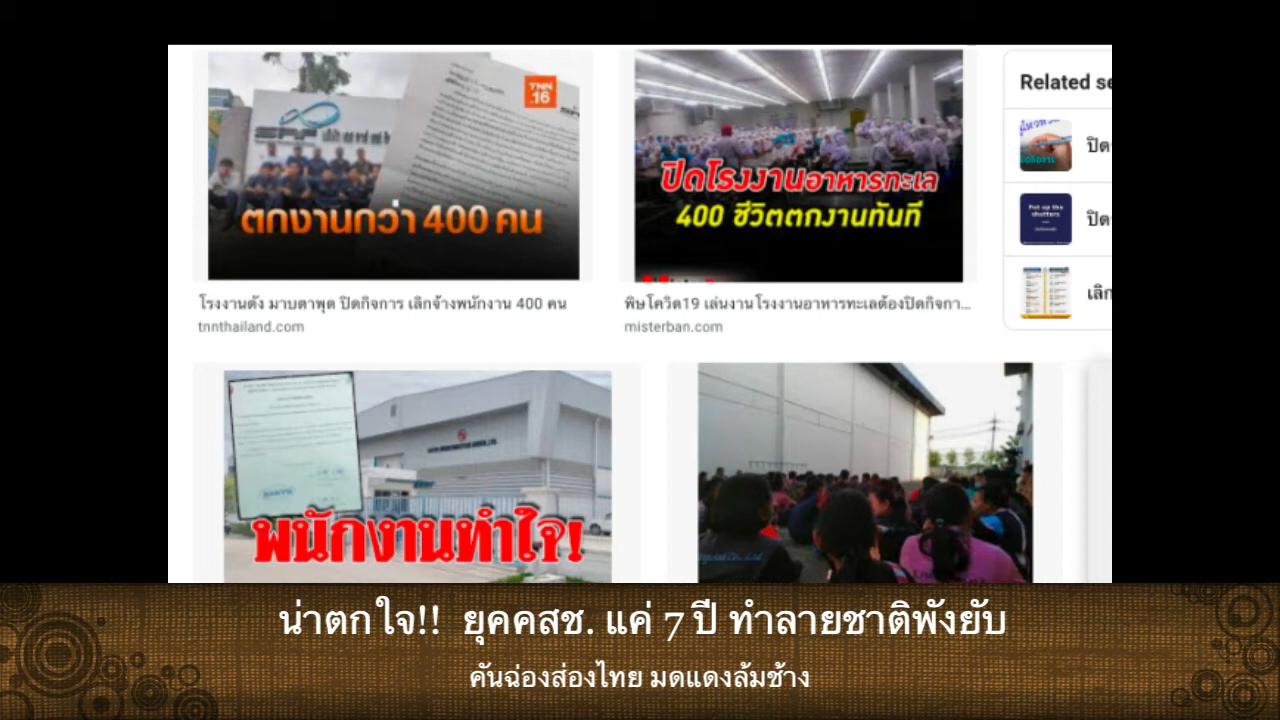 Related se
TNN
16
ตกงานกว่า 400 คน
ปิดโรงงานอาหารทะเล
400 ชีวิตตกงานทันที
ปิด
ปิด
Put up the
shutters
เลิก
โรงงานดัง มาบตาพุด ปิดกิจการ เลิกจ้างพนักงาน 400 คน
tnnthailand.com
พิษโควิด19 เล่นงานโรงงานอาหารทะเลต้องปิดกิจกา...
misterban.com
พนักงานทำใจ!
น่าตกใจ!! ยุคคสช. แค่ 7 ปี ทำลายชาติพังยับ
คันฉ่องส่องไทย มดแดงล้มช้าง